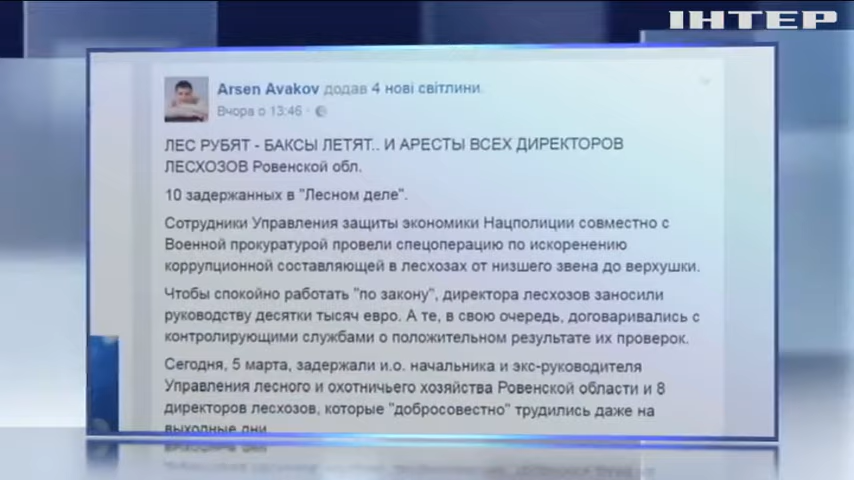 ІНТЕР
Arsen Avakov додав 4 нові світлини
Вчора о 13:46 ·
ЛЕС РУБЯТ - БАКСЫ ЛЕТЯТ.. И АРЕСТЫ ВСЕХ ДИРЕКТОРОВ
ЛЕСХОЗОВ Ровенской обл.
10 задержанных в "Лесном деле".
Сотрудники Управления защиты экономики Нацполиции совместно с
Военной прокуратурой провели спецоперацию по искоренению
коррупционной составляющей в лесхозах от низшего звена до верхушки.
Чтобы спокойно работать "по закону", директора лесхозов заносили
руководству десятки тысяч евро. А те, в свою очередь, договаривались с
контролирующими службами о положительном результате их проверок.
Сегодня, 5 марта, задержали и.о. начальника и экс-руководителя
Управления лесного и охотничьего хозяйства Ровенской области и 8
директоров лесхозов, которые "добросовестно" трудились даже на
выходные дни